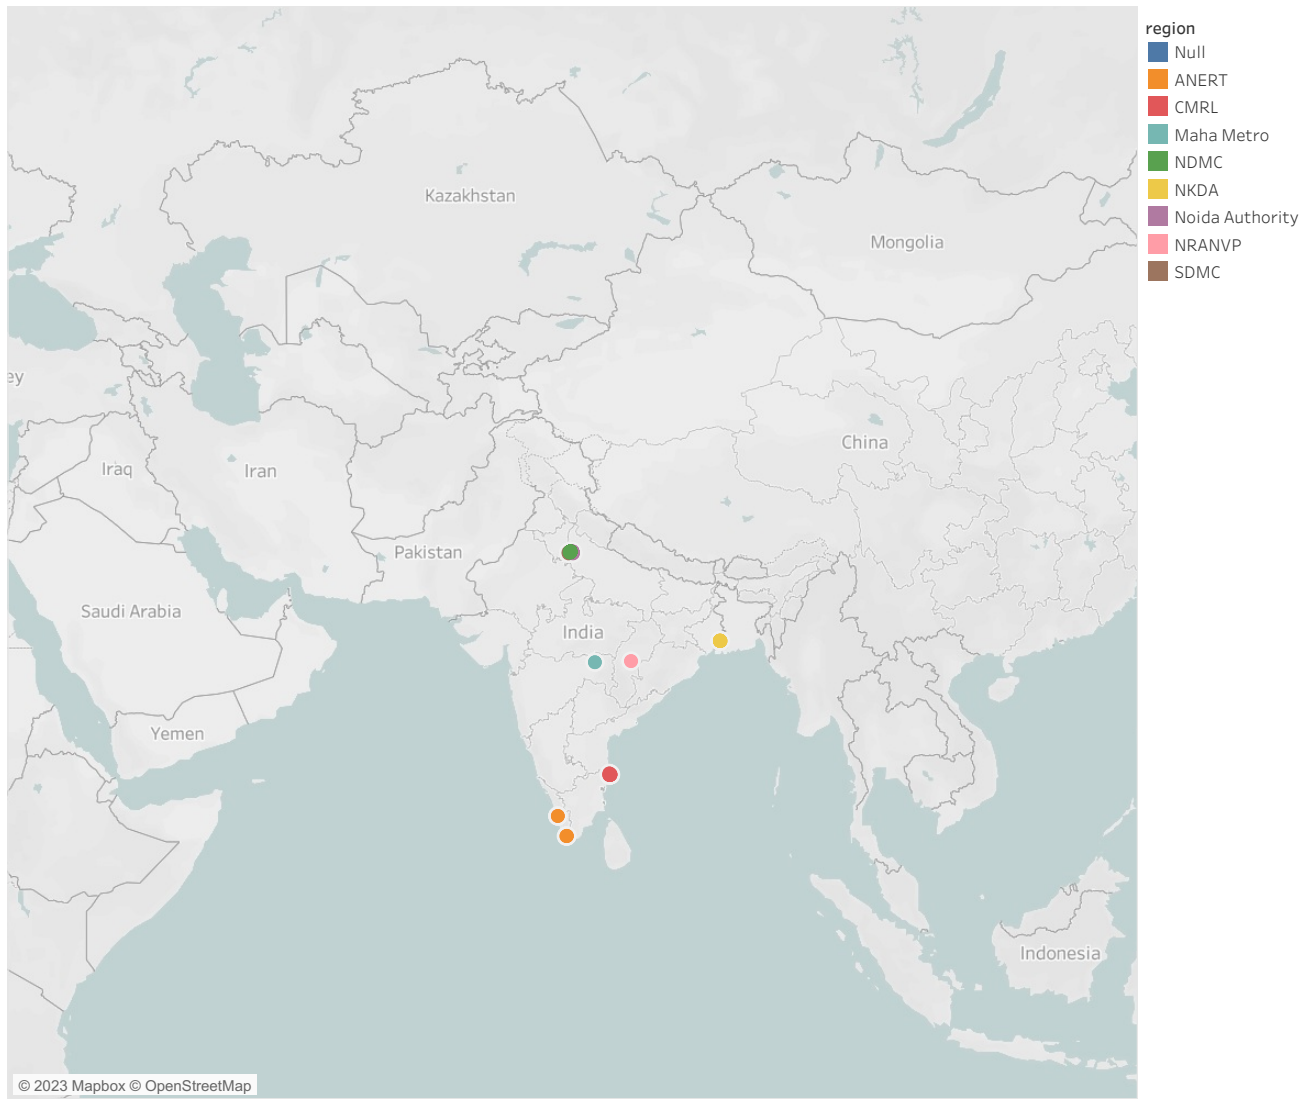 region
Null
ANERT
CMRL
Maha Metro
NDMC
NKDA
Noida Authority
NRANVP
SDMC
Kazakhstan
Mongolia
ey
China
Iraq
Iran
Pakistan
Saudi Arabia
India
Yemen
Indonesia
© 2023 Mapbox © OpenStreetMap